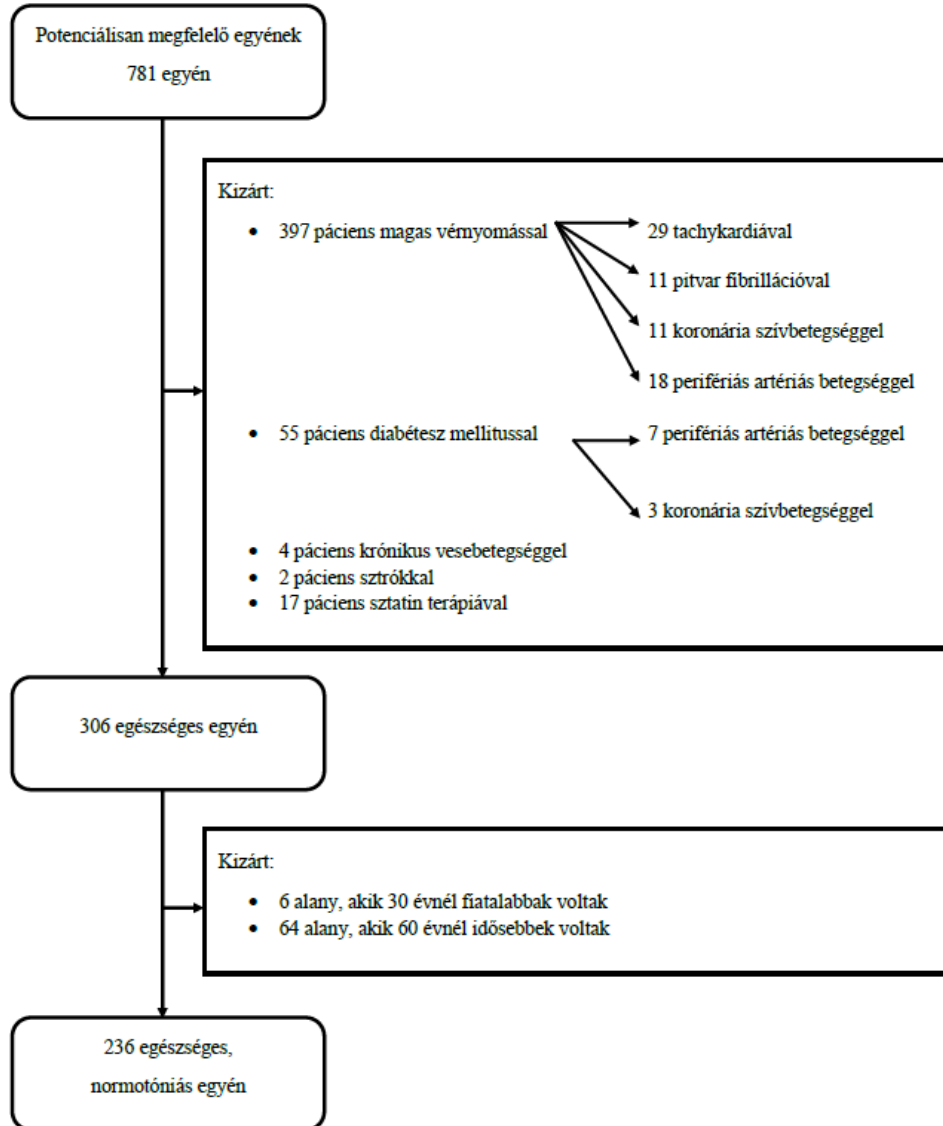 Potenciálisan megfelelő egyének
781 egyén
Kizárt:
• 397 páciens magas vérnyomással
29 tachykardiával
11 pitvar fibrillációval
11 koronária szívbetegséggel
18 perifériás artériás betegséggel
• 55 páciens diabétesz mellitussal
7 perifériás artériás betegséggel
3 koronária szívbetegséggel
• 4 páciens krónikus vesebetegséggel
• 2 páciens sztrókkal
• 17 páciens sztatin terápiával
306 egészséges egyén
Kizárt:
• 6 alany, akik 30 évnél fiatalabbak voltak
• 64 alany, akik 60 évnél idősebbek voltak
236 egészséges,
normotóniás egyén